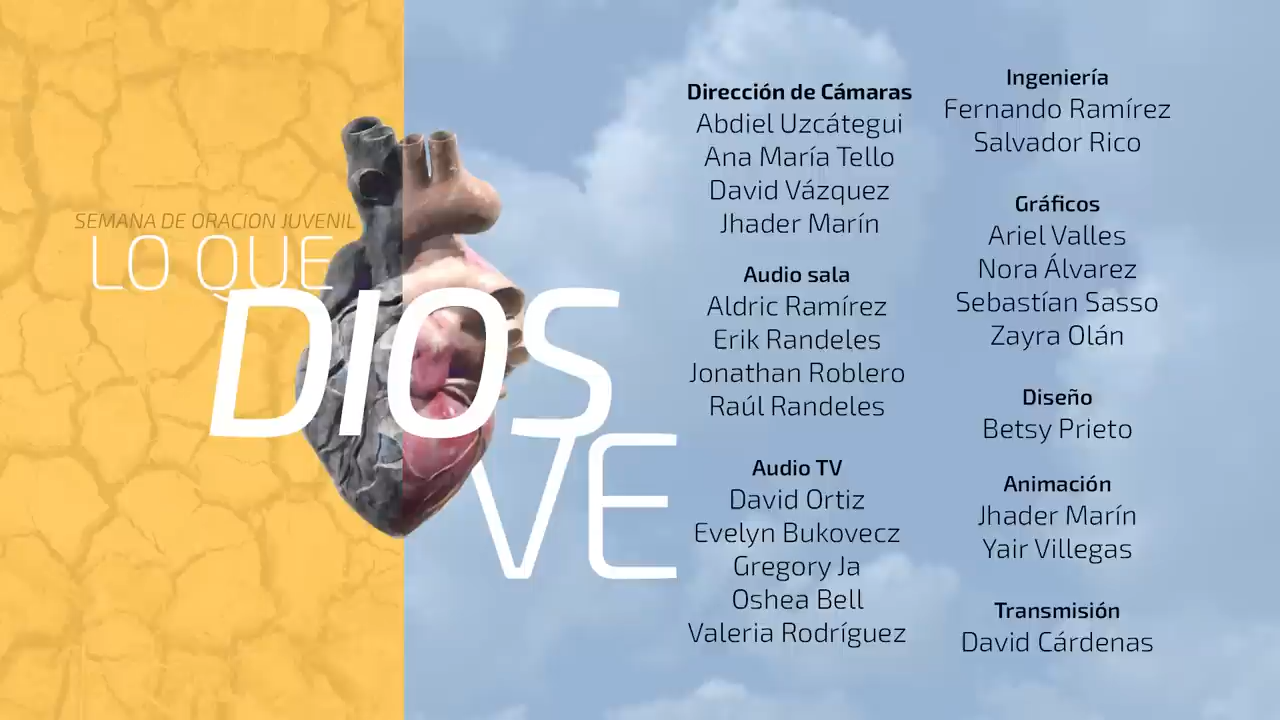 SEMANA DE ORACION JUVENIL
LO QUE
DIOS
VE
Dirección de Cámaras
Abdiel Uzcátegui
Ana María Tello
David Vázquez
Jhader Marín
Audio sala
Aldric Ramírez
Erik Randeles
Jonathan Roblero
Raúl Randeles
Audio TV
David Ortiz
Evelyn Bukovecz
Gregory Ja
Oshea Bell
Valeria Rodríguez
Ingeniería
Fernando Ramírez
Salvador Rico
Gráficos
Ariel Valles
Nora Álvarez
Sebastían Sasso
Zayra Olán
Diseño
Betsy Prieto
Animación
Jhader Marín
Yair Villegas
Transmisión
David Cárdenas